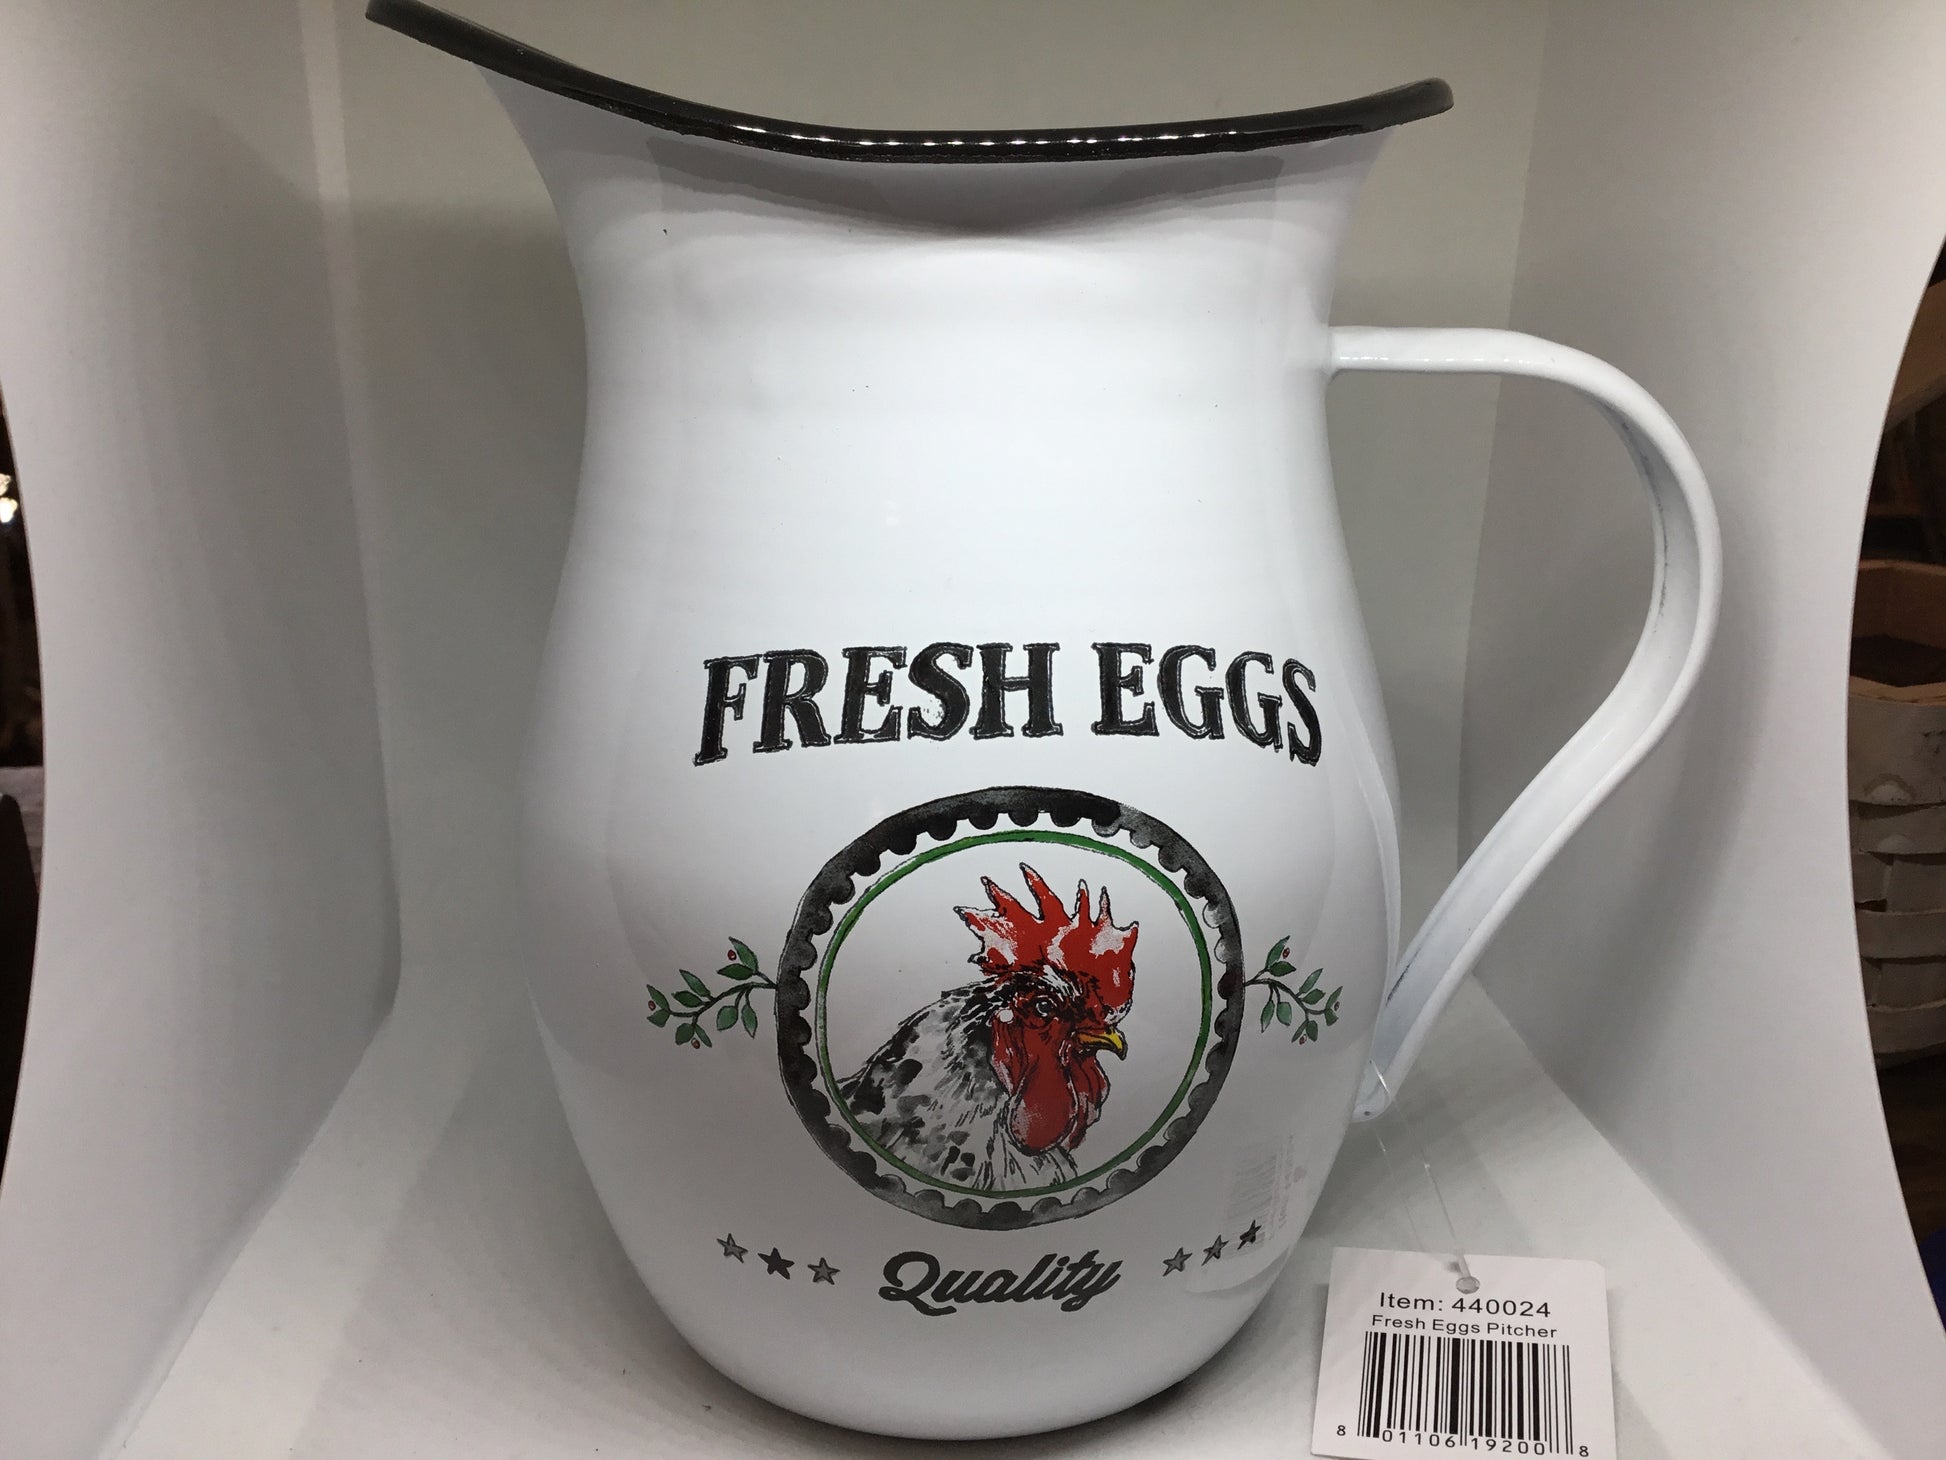 FRESH EGGS
Quality
Item: 440024
Fresh Eggs Pitcher
8 01106 19200 8